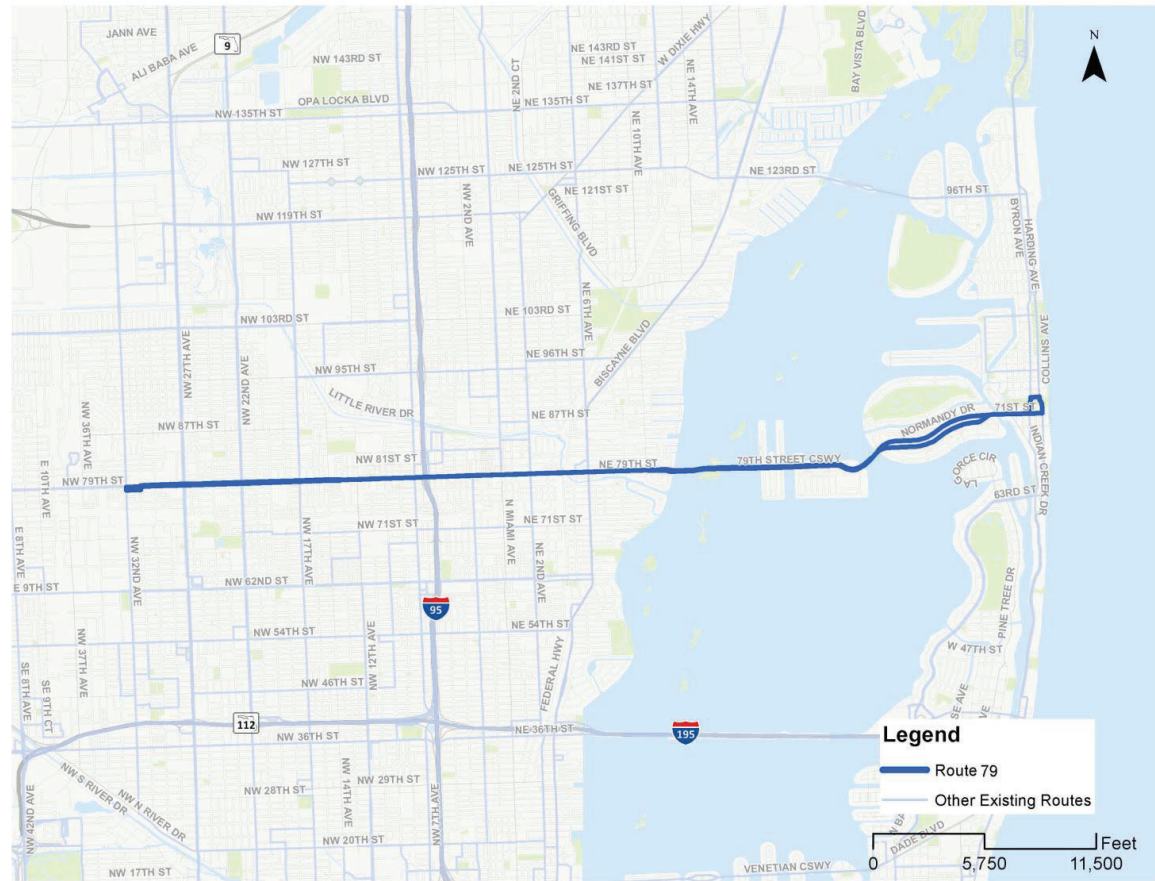 JANN AVE
ALI BABA AVE
9
NW 143RD ST
NE 143RD ST
NE 141ST ST
NE 137TH ST
W DIXIE HWY
NE 14TH AVE
BAY VISTA BLVD
N
OPA LOCKA BLVD
NW 135TH ST
NE 2ND CT
NE 135TH ST
NE 10TH AVE
NW 127TH ST
NW 125TH ST
NE 125TH ST
NE 123RD ST
NW 2ND AVE
NE 121ST ST
96TH ST
NW 119TH ST
GRIFFING BLVD
BYRON AVE
HARDING AVE
NW 103RD ST
NE 103RD ST
NE 6TH AVE
NW 27TH AVE
NW 22ND AVE
NE 96TH ST
BISCAYNE BLVD
COLLINS AVE
NW 95TH ST
LITTLE RIVER DR
NW 39TH AVE
NW 87TH ST
NE 87TH ST
NORMANDY DR
71ST ST
INDIAN CREEK DR
NW 81ST ST
NE 79TH ST
79TH STREET CSWY
LA GORCE CIR
E 10TH AVE
NW 79TH ST
63RD ST
E 8TH AVE
NW 32ND AVE
NW 71ST ST
NW 17TH AVE
N MIAMI AVE
NE 71ST ST
NE 2ND AVE
E 9TH ST
NW 62ND ST
95
PINE TREE DR
NW 37TH AVE
NW 54TH ST
NW 12TH AVE
NE 54TH ST
W 47TH ST
SE 8TH AVE
SE 9TH CT
NW 46TH ST
FEDERAL HWY
112
NW 36TH ST
NE 36TH ST
195
Legend
Route 79
Other Existing Routes
NW S RIVER DR
NW N RIVER DR
NW 42ND AVE
NW 28TH ST
NW 14TH AVE
NW 29TH ST
NW 7TH AVE
NW 20TH ST
NW 17TH ST
VENETIAN CSWY
DADE BLVD
Feet
0
5,750
11,500